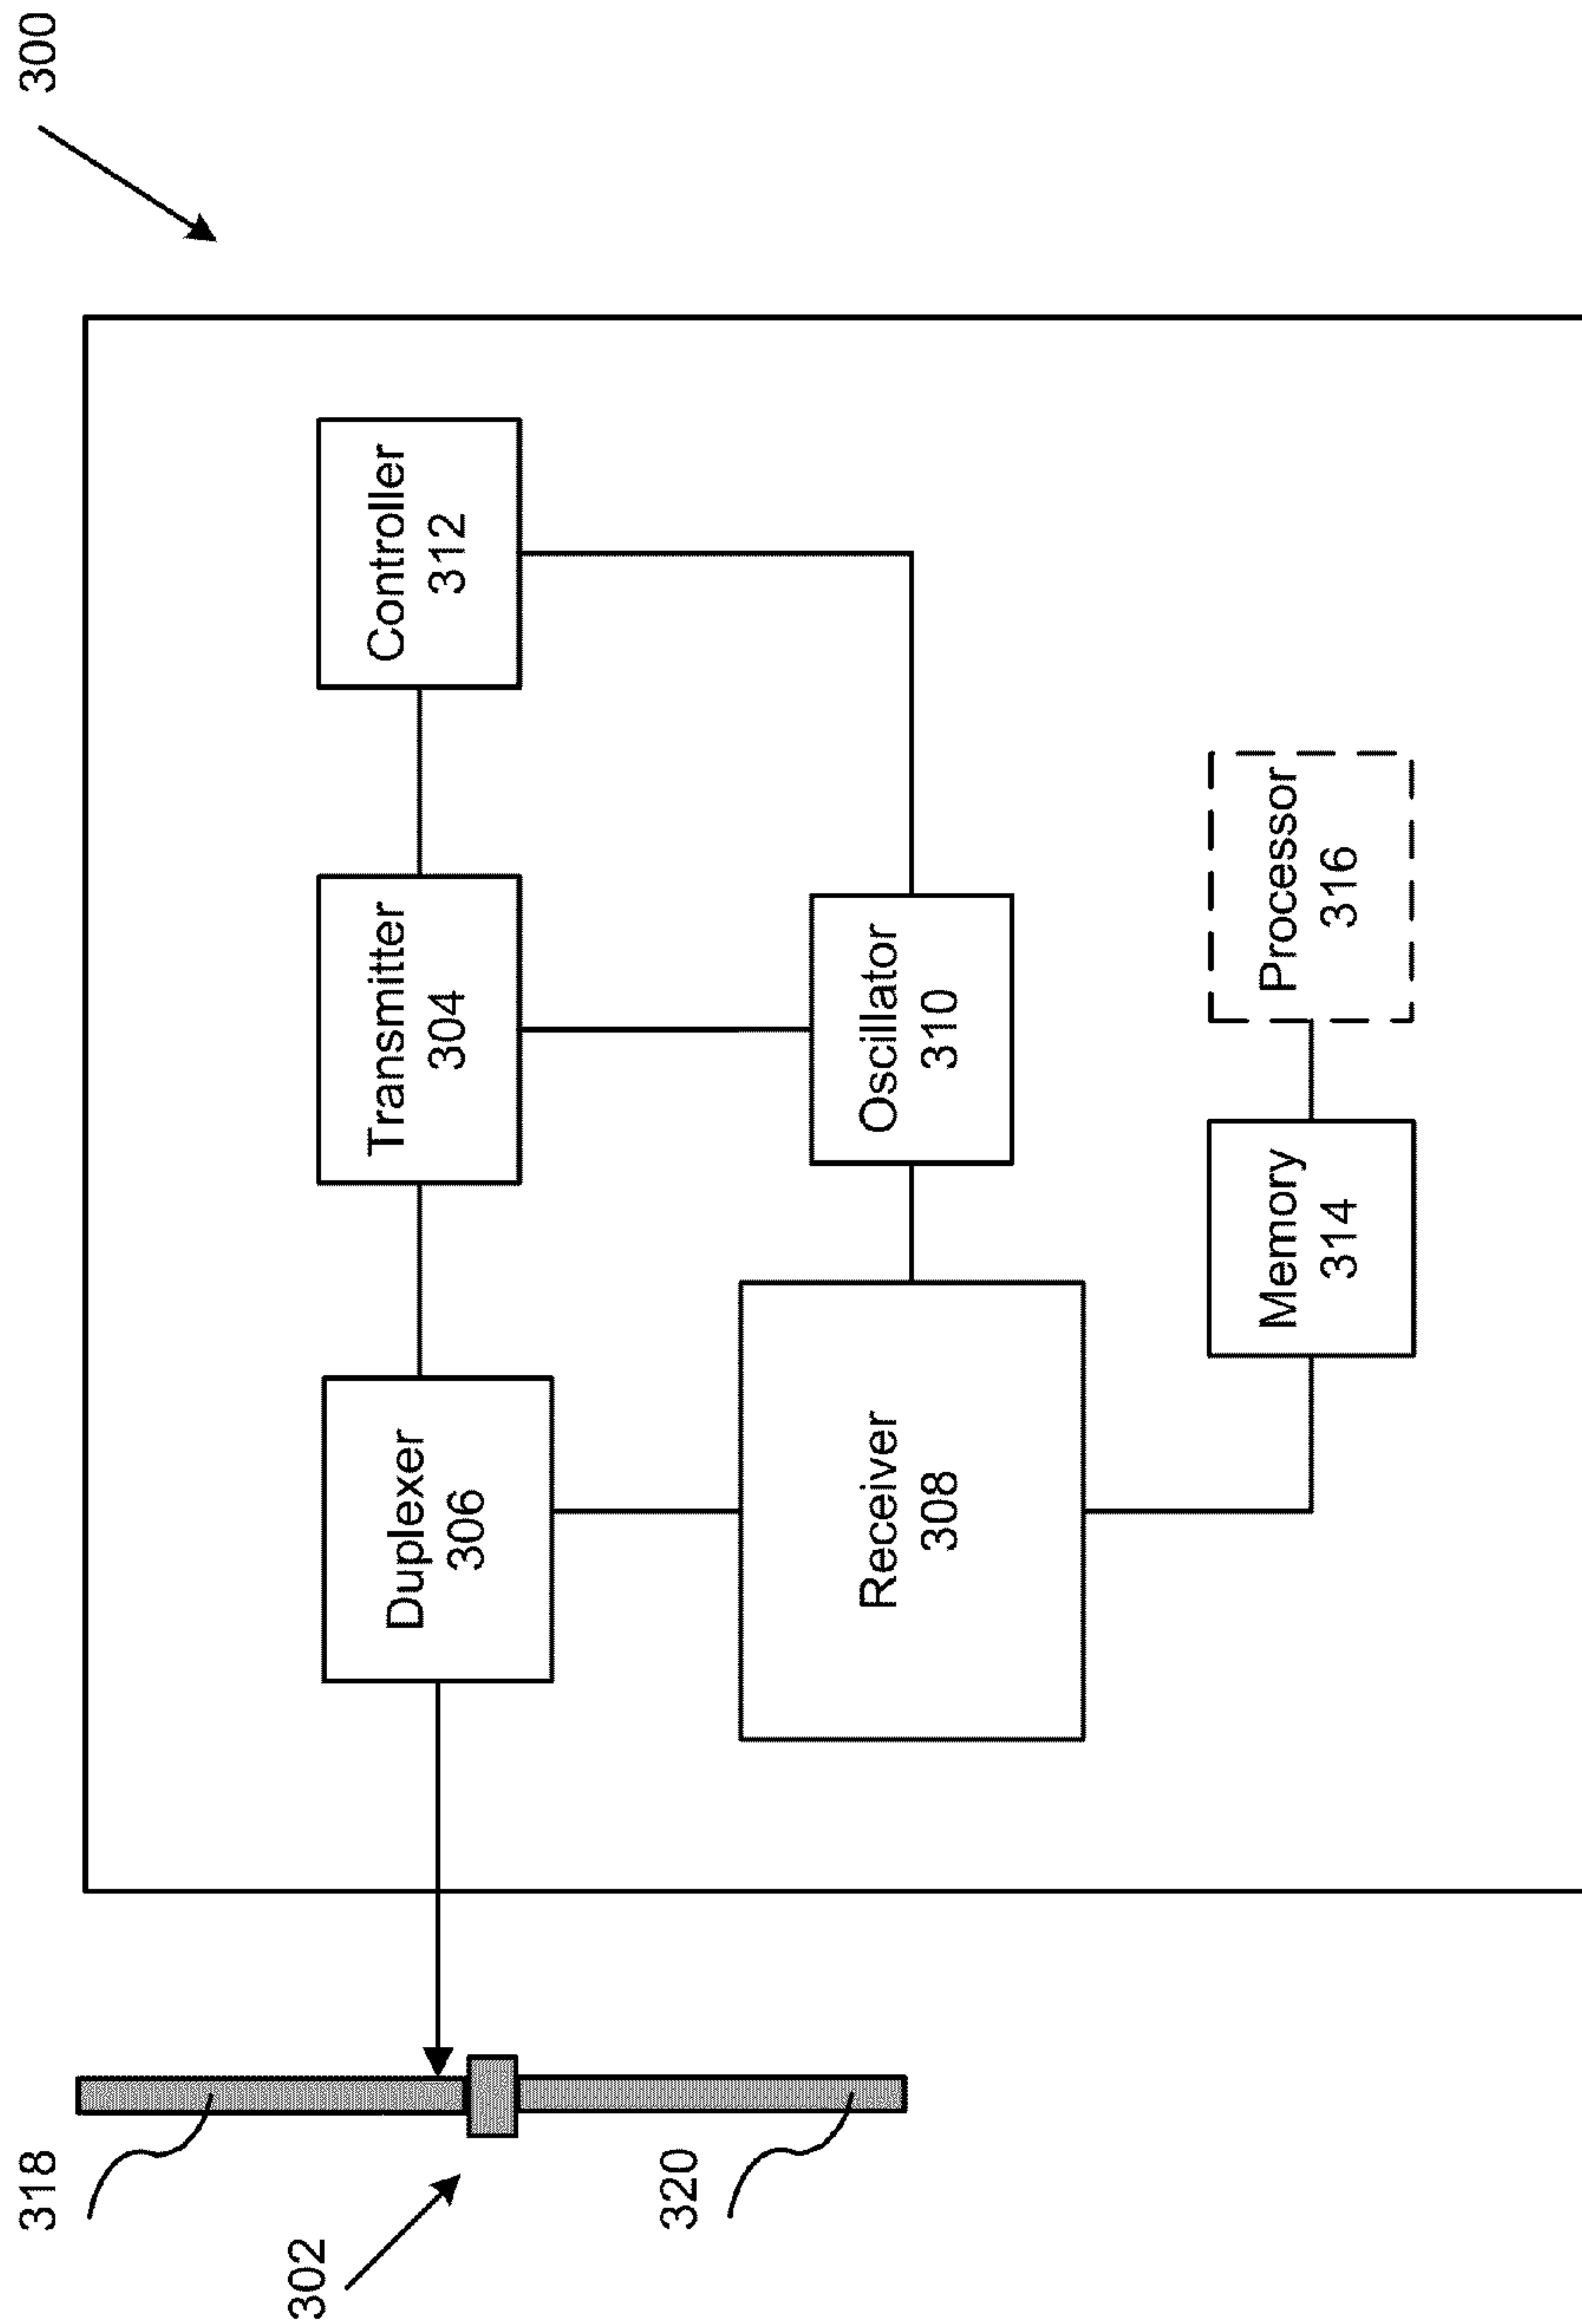 300
318
302
320
Duplexer
306
Transmitter
304
Controller
312
Receiver
308
Oscillator
310
Memory
314
Processor
316